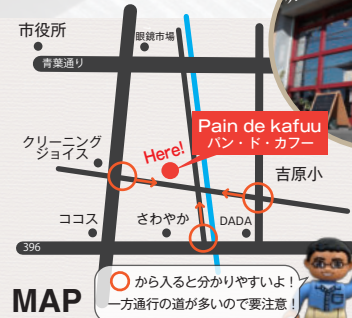 市役所
眼鏡市場
青葉通り
Pain de kafuu
パン・ド・カフー
クリーニング
ジョイス
Here!
吉原小
ココス
さわやか
DADA
396
MAP
から入ると分かりやすいよ!
一方通行の道が多いので要注意!